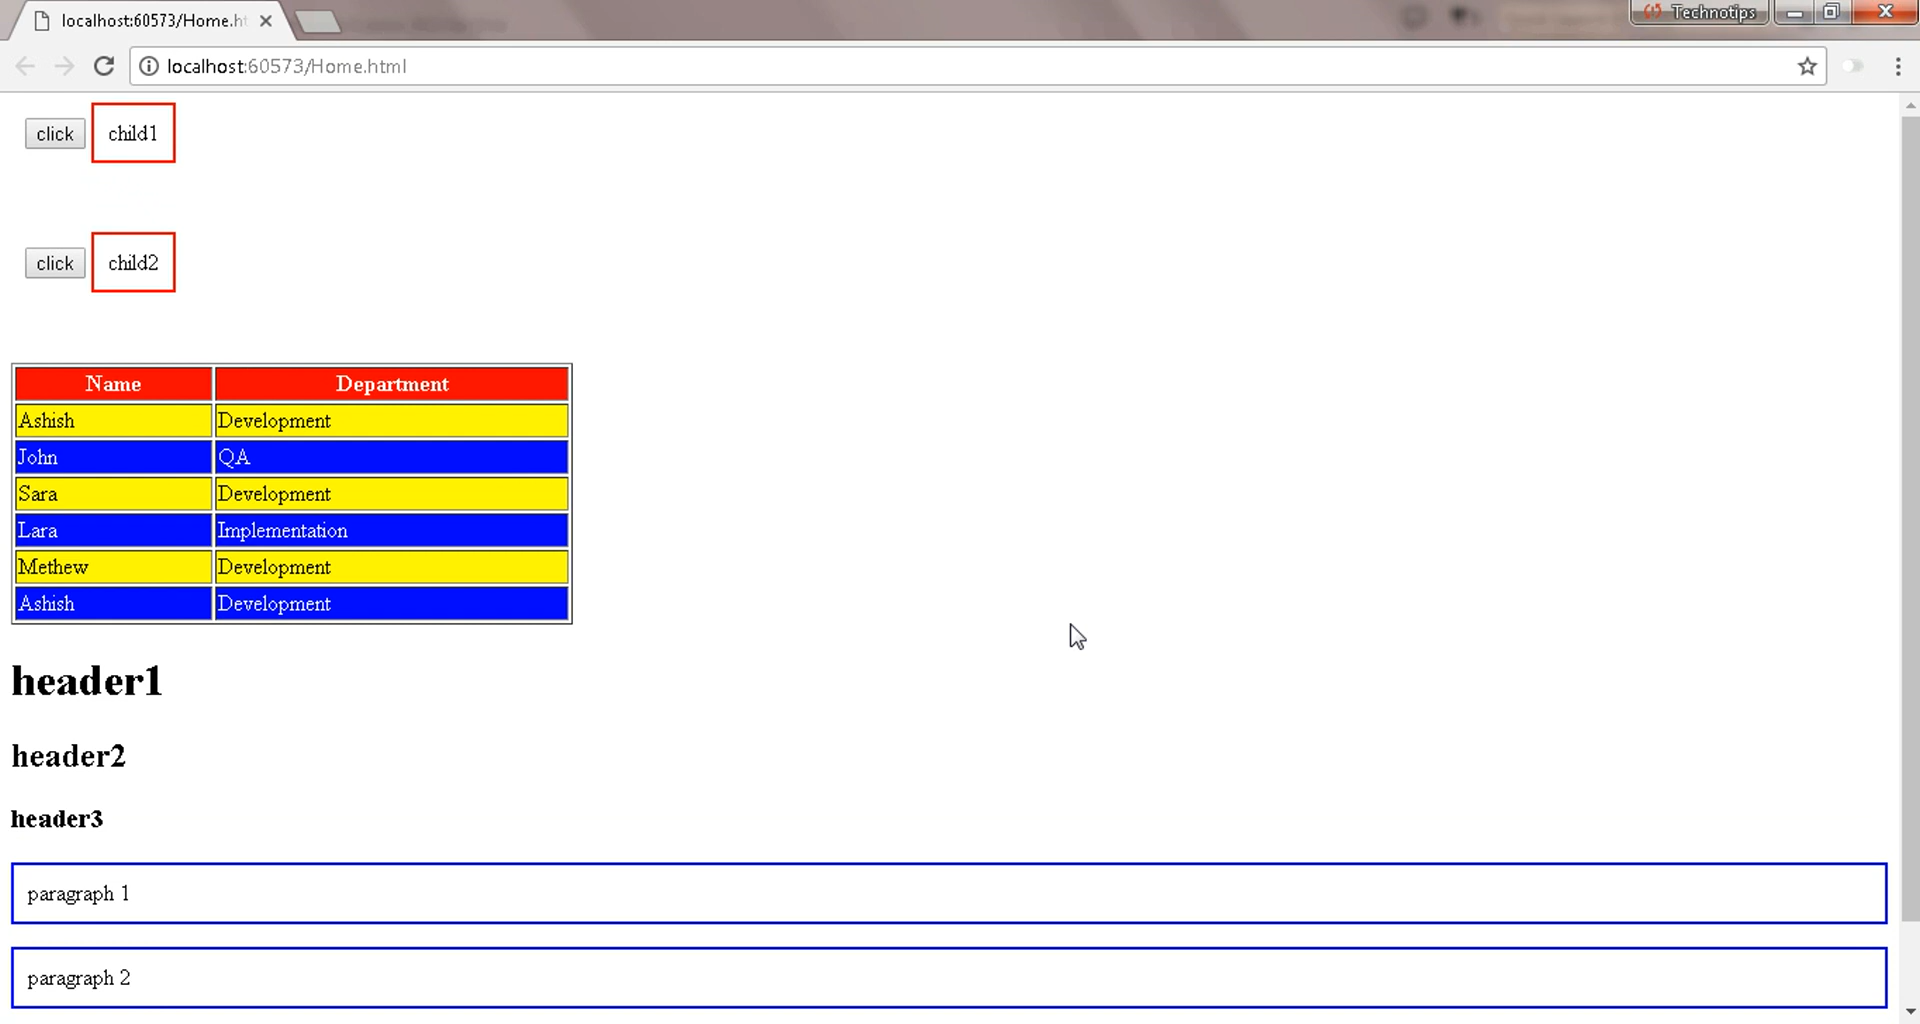 localhost:60573/Home.h
Technotips
localhost:60573/Home.html
click child1
click child2
Name Department
Ashish Development
John QA
Sara Development
Lara Implementation
Methew Development
Ashish Development
header1
header2
header3
paragraph 1
paragraph 2